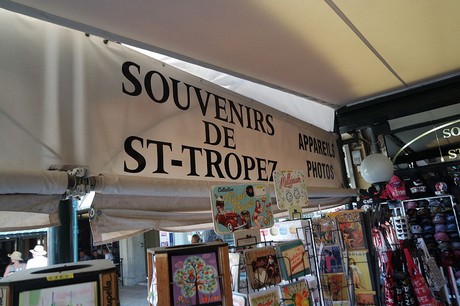 SOUVENIRS
DE
ST-TROPEZ
APPAREILS
PHOTOS